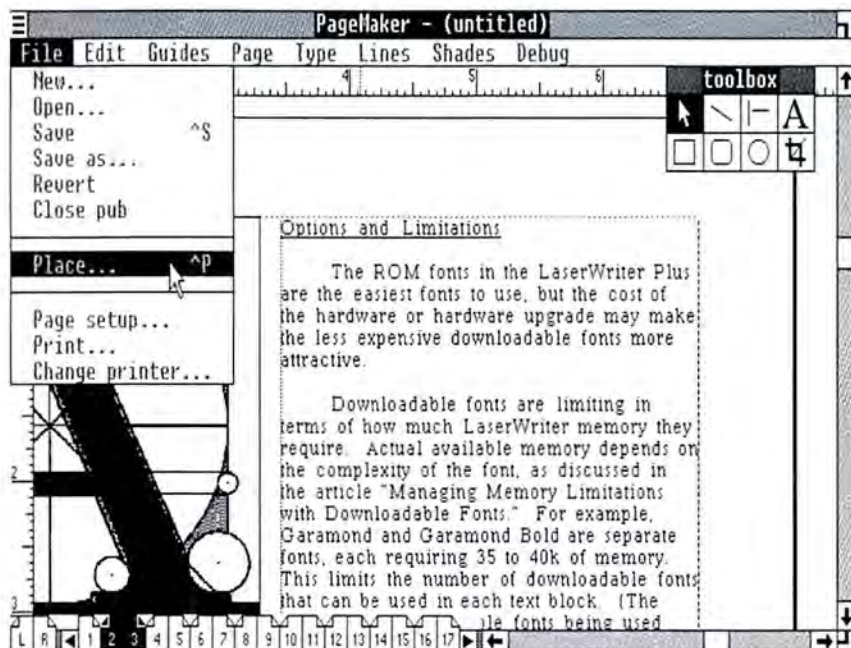 PageMaker - (untitled)
File Edit Guides Page Type Lines Shades Debug
New...
Open...
Save ^S
Save as...
Revert
Close pub
Place... ^P
Page setup...
Print...
Change printer...
4 5 6
toolbox
A
Options and Limitations
The ROM fonts in the LaserWriter Plus
are the easiest fonts to use, but the cost of
the hardware or hardware upgrade may make
the less expensive downloadable fonts more
attractive.
Downloadable fonts are limiting in
terms of how much LaserWriter memory they
require. Actual available memory depends on
the complexity of the font, as discussed in
the article "Managing Memory Limitations
with Downloadable Fonts." For example,
Garamond and Garamond Bold are separate
fonts, each requiring 35 to 40k of memory.
This limits the number of downloadable fonts
that can be used in each text block. (The
fonts being used
2
3
L R 1 2 3 4 5 6 7 8 9 10 11 12 13 14 15 16 17